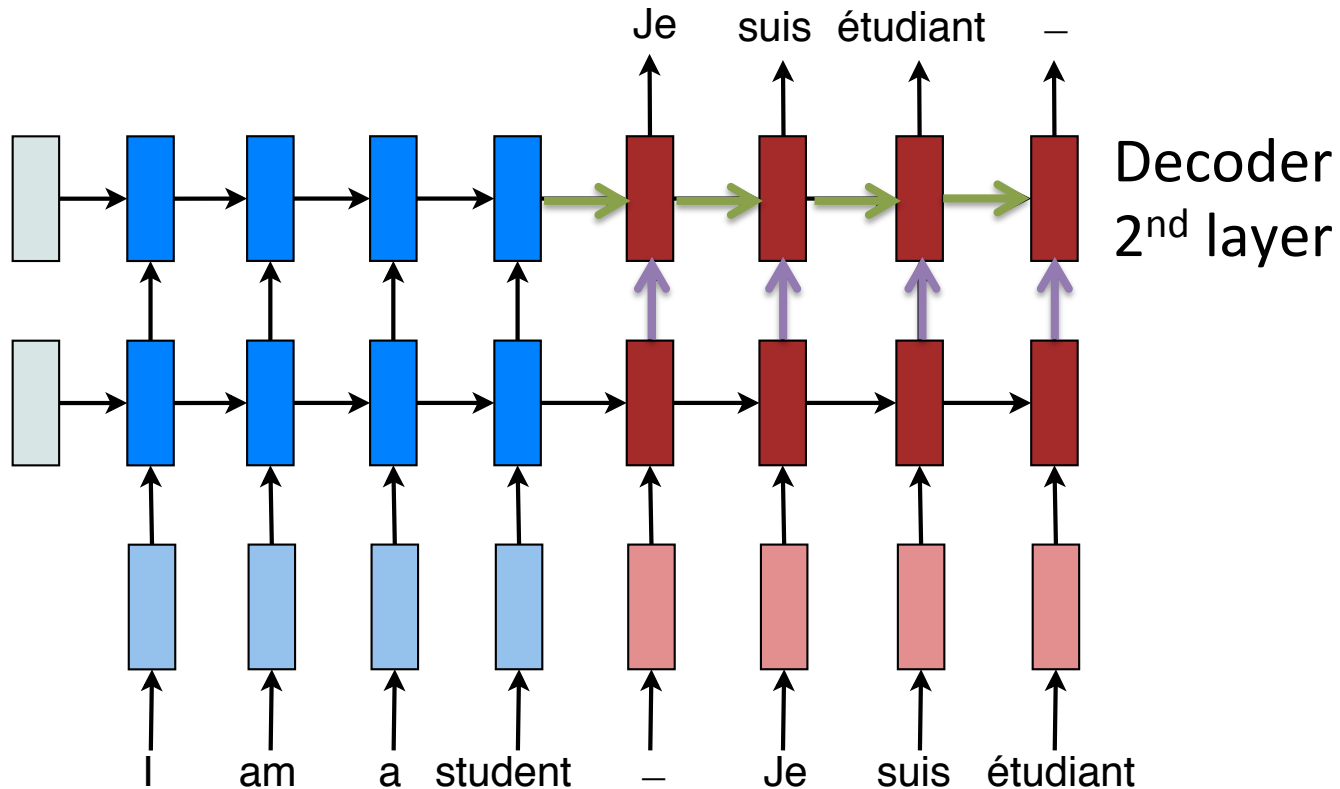 Je suis étudiant –
Decoder
2nd layer
I am a student – Je suis étudiant